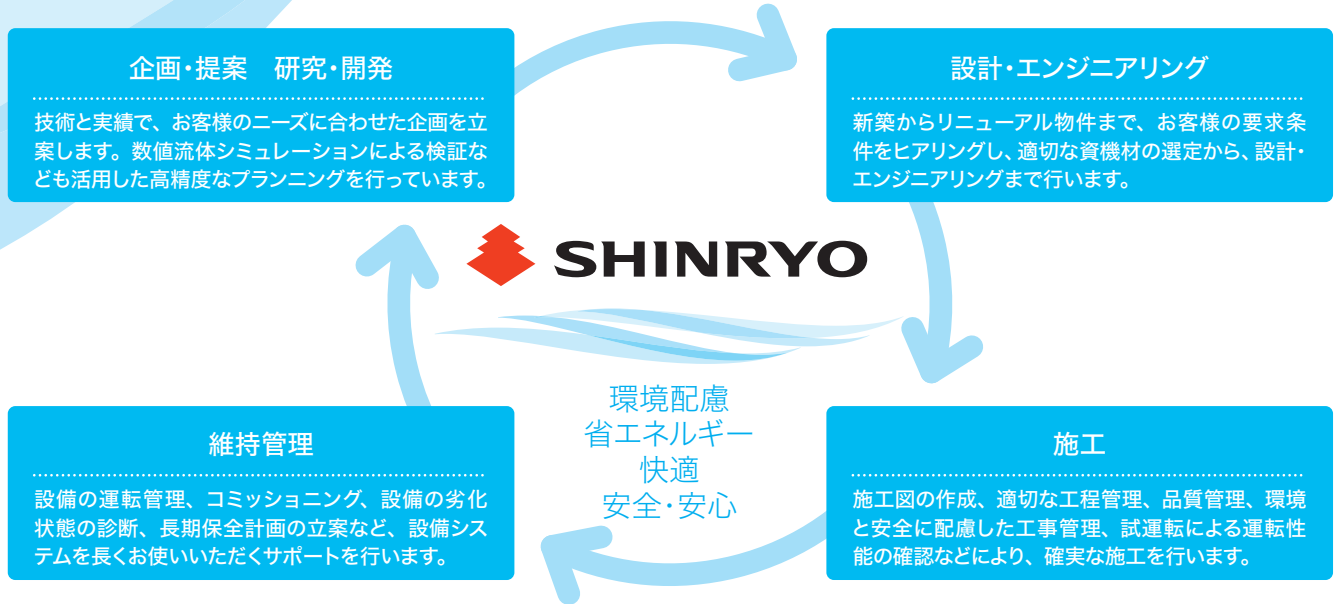 企画・提案　研究・開発
技術と実績で、お客様のニーズに合わせた企画を立
案します。数値流体シミュレーションによる検証な
ども活用した高精度なプランニングを行っています。
設計・エンジニアリング
新築からリニューアル物件まで、お客様の要求条
件をヒアリングし、適切な資機材の選定から、設計・
エンジニアリングまで行います。
SHINRYO
環境配慮
省エネルギー
快適
安全・安心
維持管理
設備の運転管理、コミッショニング、設備の劣化
状態の診断、長期保全計画の立案など、設備シス
テムを長くお使いいただくサポートを行います。
施工
施工図の作成、適切な工程管理、品質管理、環境
と安全に配慮した工事管理、試運転による運転性
能の確認などにより、確実な施工を行います。